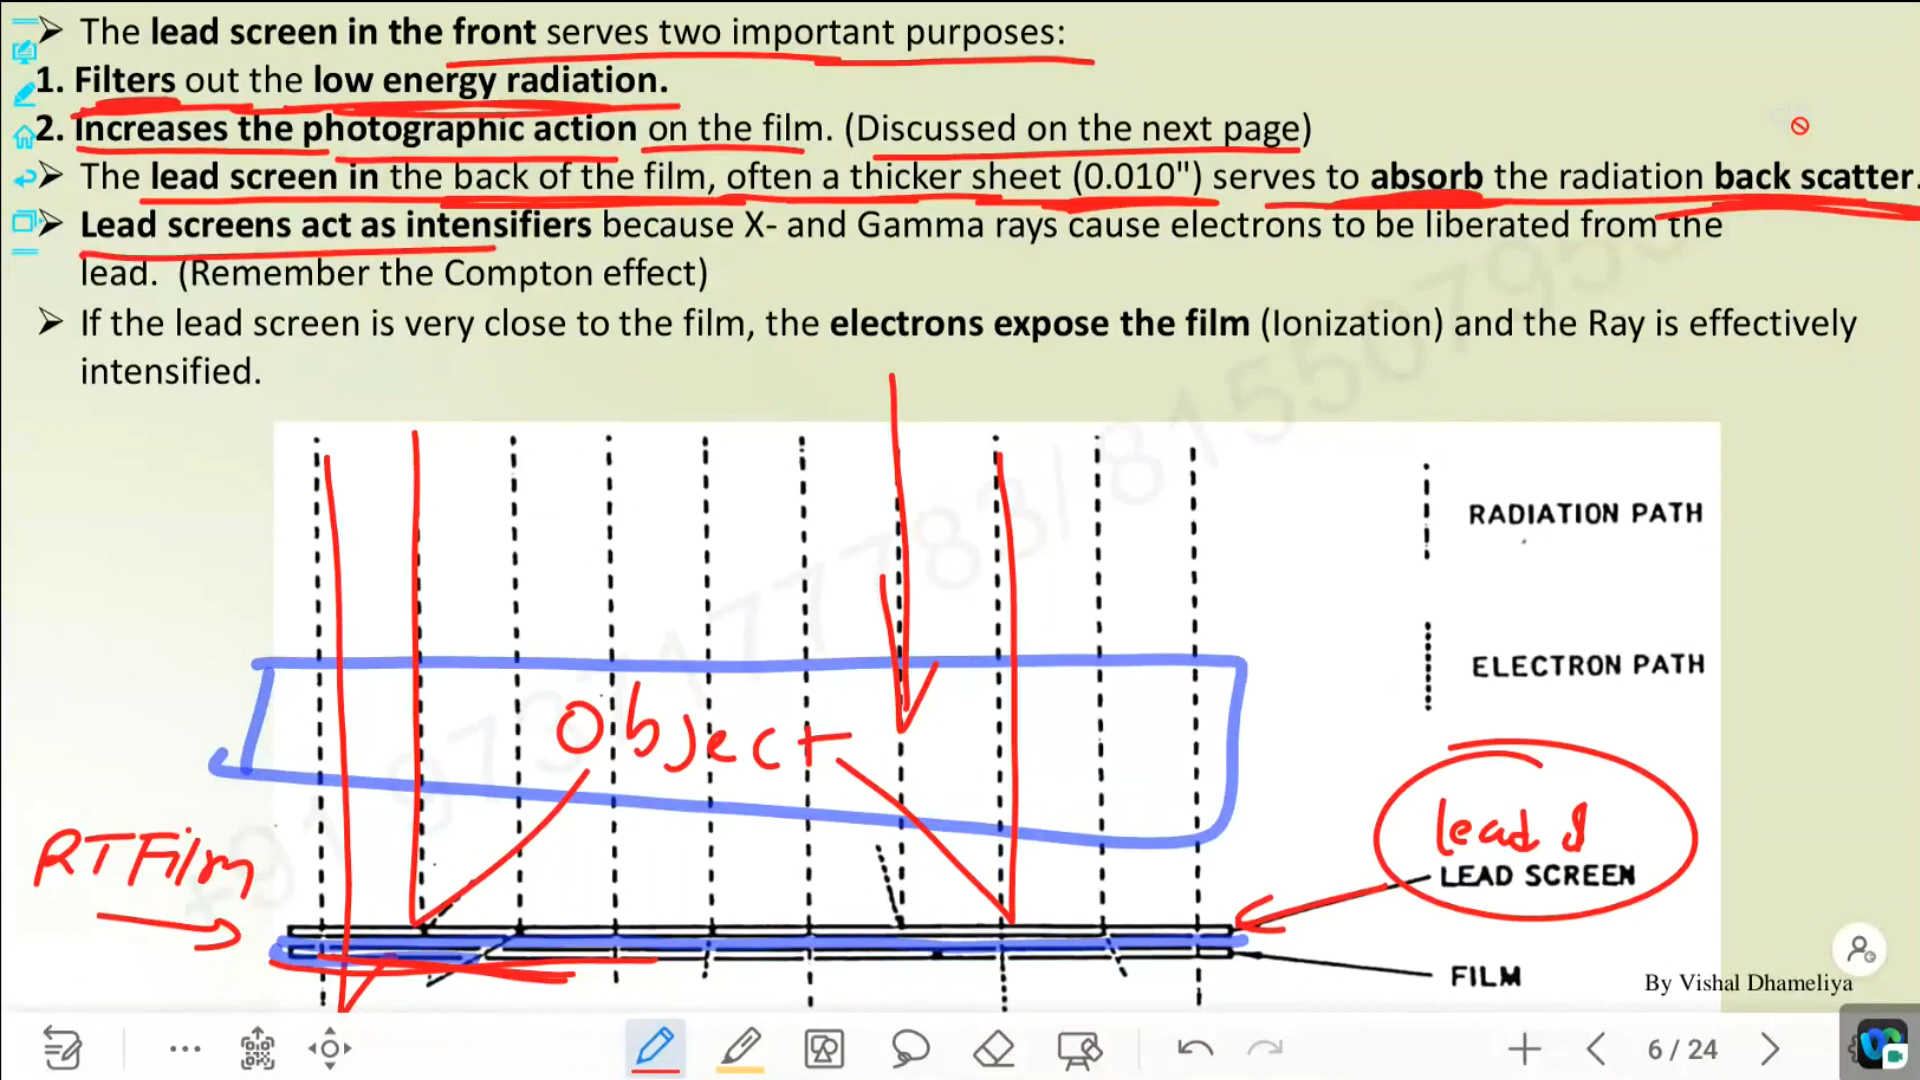 ➢ The lead screen in the front serves two important purposes:
1. Filters out the low energy radiation.
2. Increases the photographic action on the film. (Discussed on the next page)
➢ The lead screen in the back of the film, often a thicker sheet (0.010") serves to absorb the radiation back scatter.
➢ Lead screens act as intensifiers because X- and Gamma rays cause electrons to be liberated from the
lead. (Remember the Compton effect)
➢ If the lead screen is very close to the film, the electrons expose the film (Ionization) and the Ray is effectively
intensified.
RADIATION PATH
ELECTRON PATH
Object
RT Film
lead S
LEAD SCREEN
FILM
By Vishal Dhameliya
6 / 24